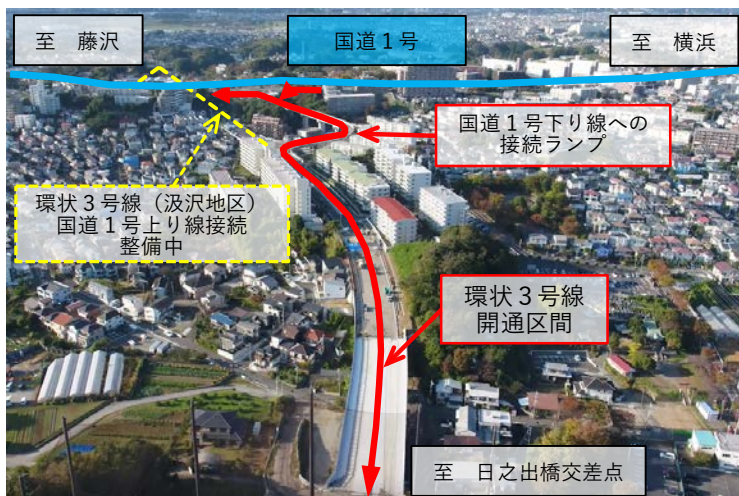 至 藤沢
国道１号
至 横浜
国道１号下り線への
接続ランプ
環状３号線（汲沢地区）
国道１号上り線接続
整備中
環状３号線
開通区間
至 日之出橋交差点